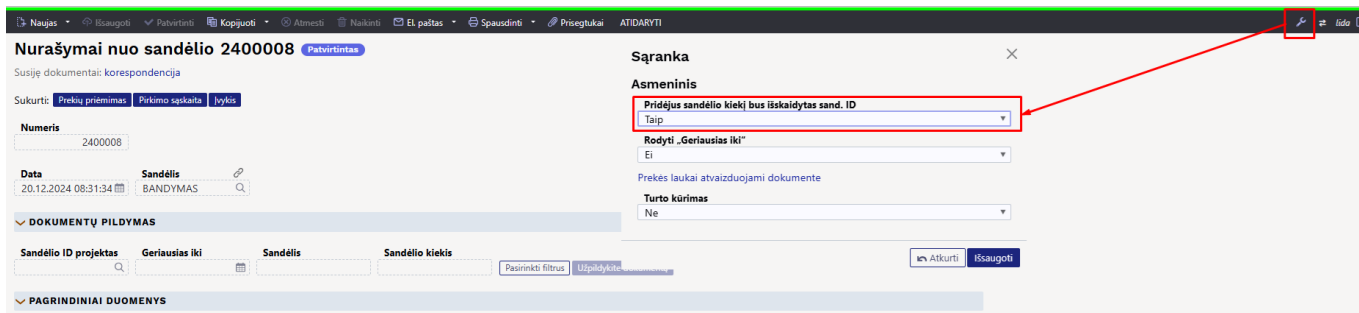 Naujas Išsaugoti Patvirtinti Kopijuoti Atmesti Naikinti El. paštas Spausdinti Prisegtukai ATIDARYTI lida
Nurašymai nuo sandėlio 2400008 Patvirtintas
Susiję dokumentai: korespondencija
Sukurti: Prekių priėmimas Pirkimo sąskaita Įvykis
Numeris
2400008
Data Sandėlis
20.12.2024 08:31:34 BANDYMAS
DOKUMENTŲ PILDYMAS
Sandėlio ID projektas Geriausias iki Sandėlis Sandėlio kiekis
Pasirinkti filtrus Užpildykite
PAGRINDINIAI DUOMENYS
Sąranka
Asmeninis
Pridėjus sandėlio kiekį bus išskaidytas sand. ID
Taip
Rodyti „Geriausias iki"
Ei
Prekės laukai atvaizduojami dokumente
Turto kūrimas
Ne
Atkurti Išsaugoti